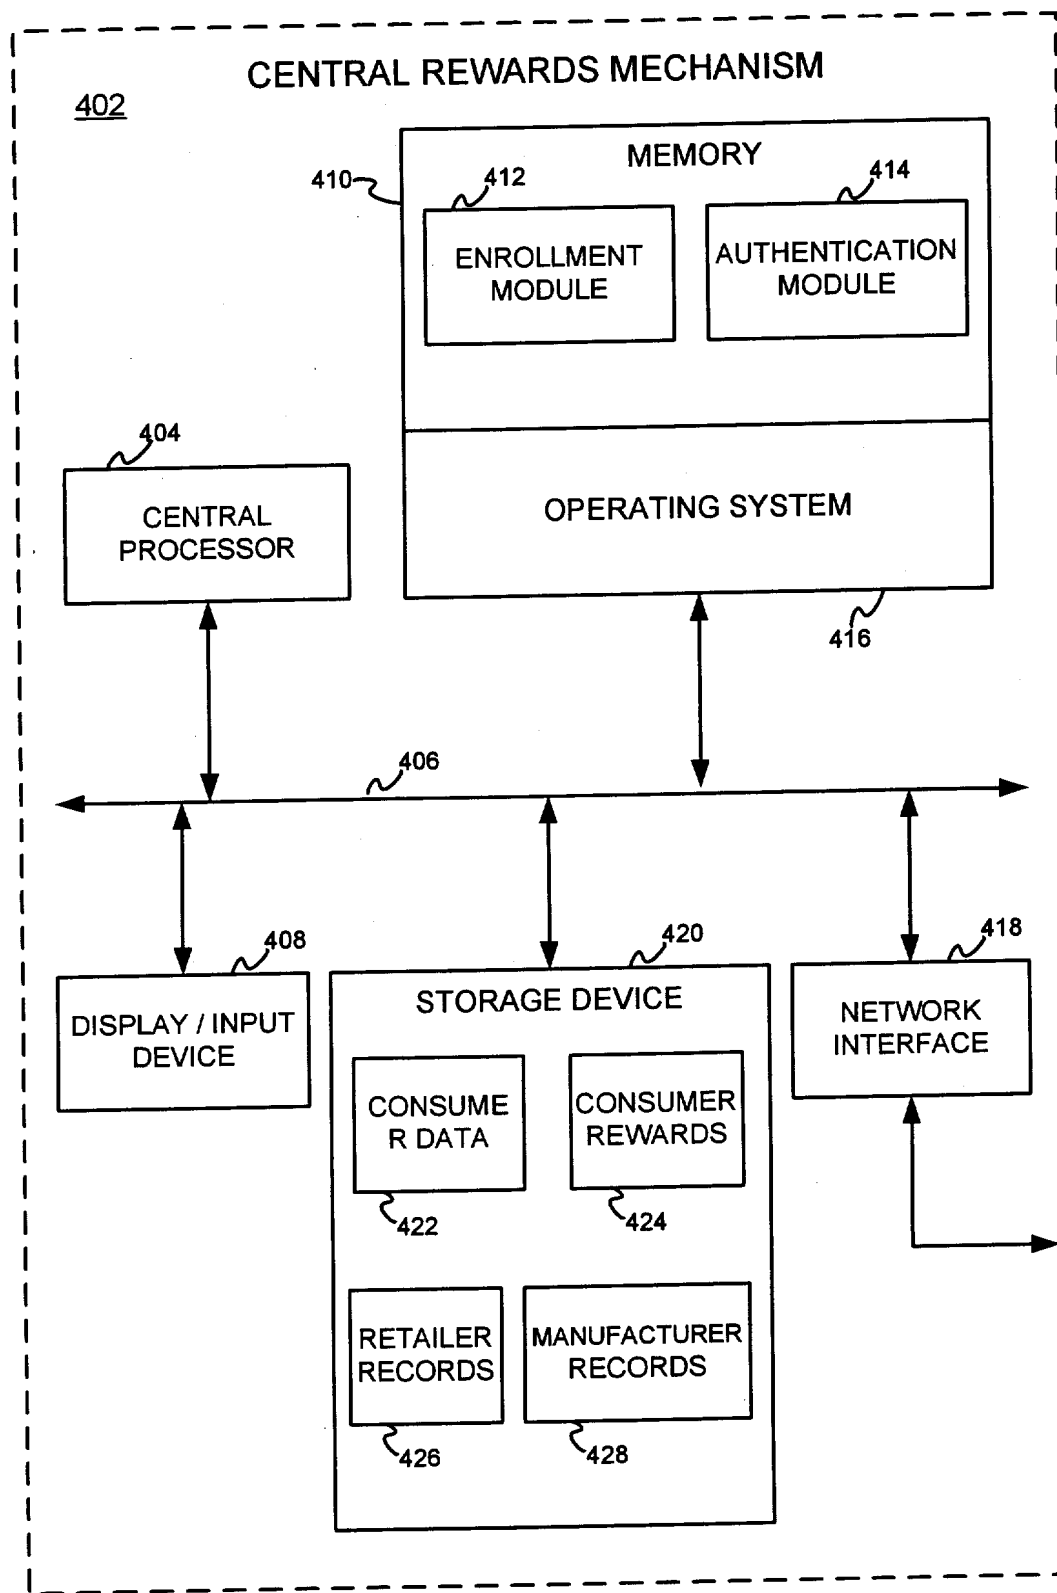 CENTRAL REWARDS MECHANISM
402
MEMORY
410
412
414
ENROLLMENT
MODULE
AUTHENTICATION
MODULE
404
CENTRAL
PROCESSOR
OPERATING SYSTEM
416
406
408
420
418
DISPLAY / INPUT
DEVICE
STORAGE DEVICE
NETWORK
INTERFACE
CONSUME
R DATA
CONSUMER
REWARDS
422
424
RETAILER
RECORDS
MANUFACTURER
RECORDS
426
428